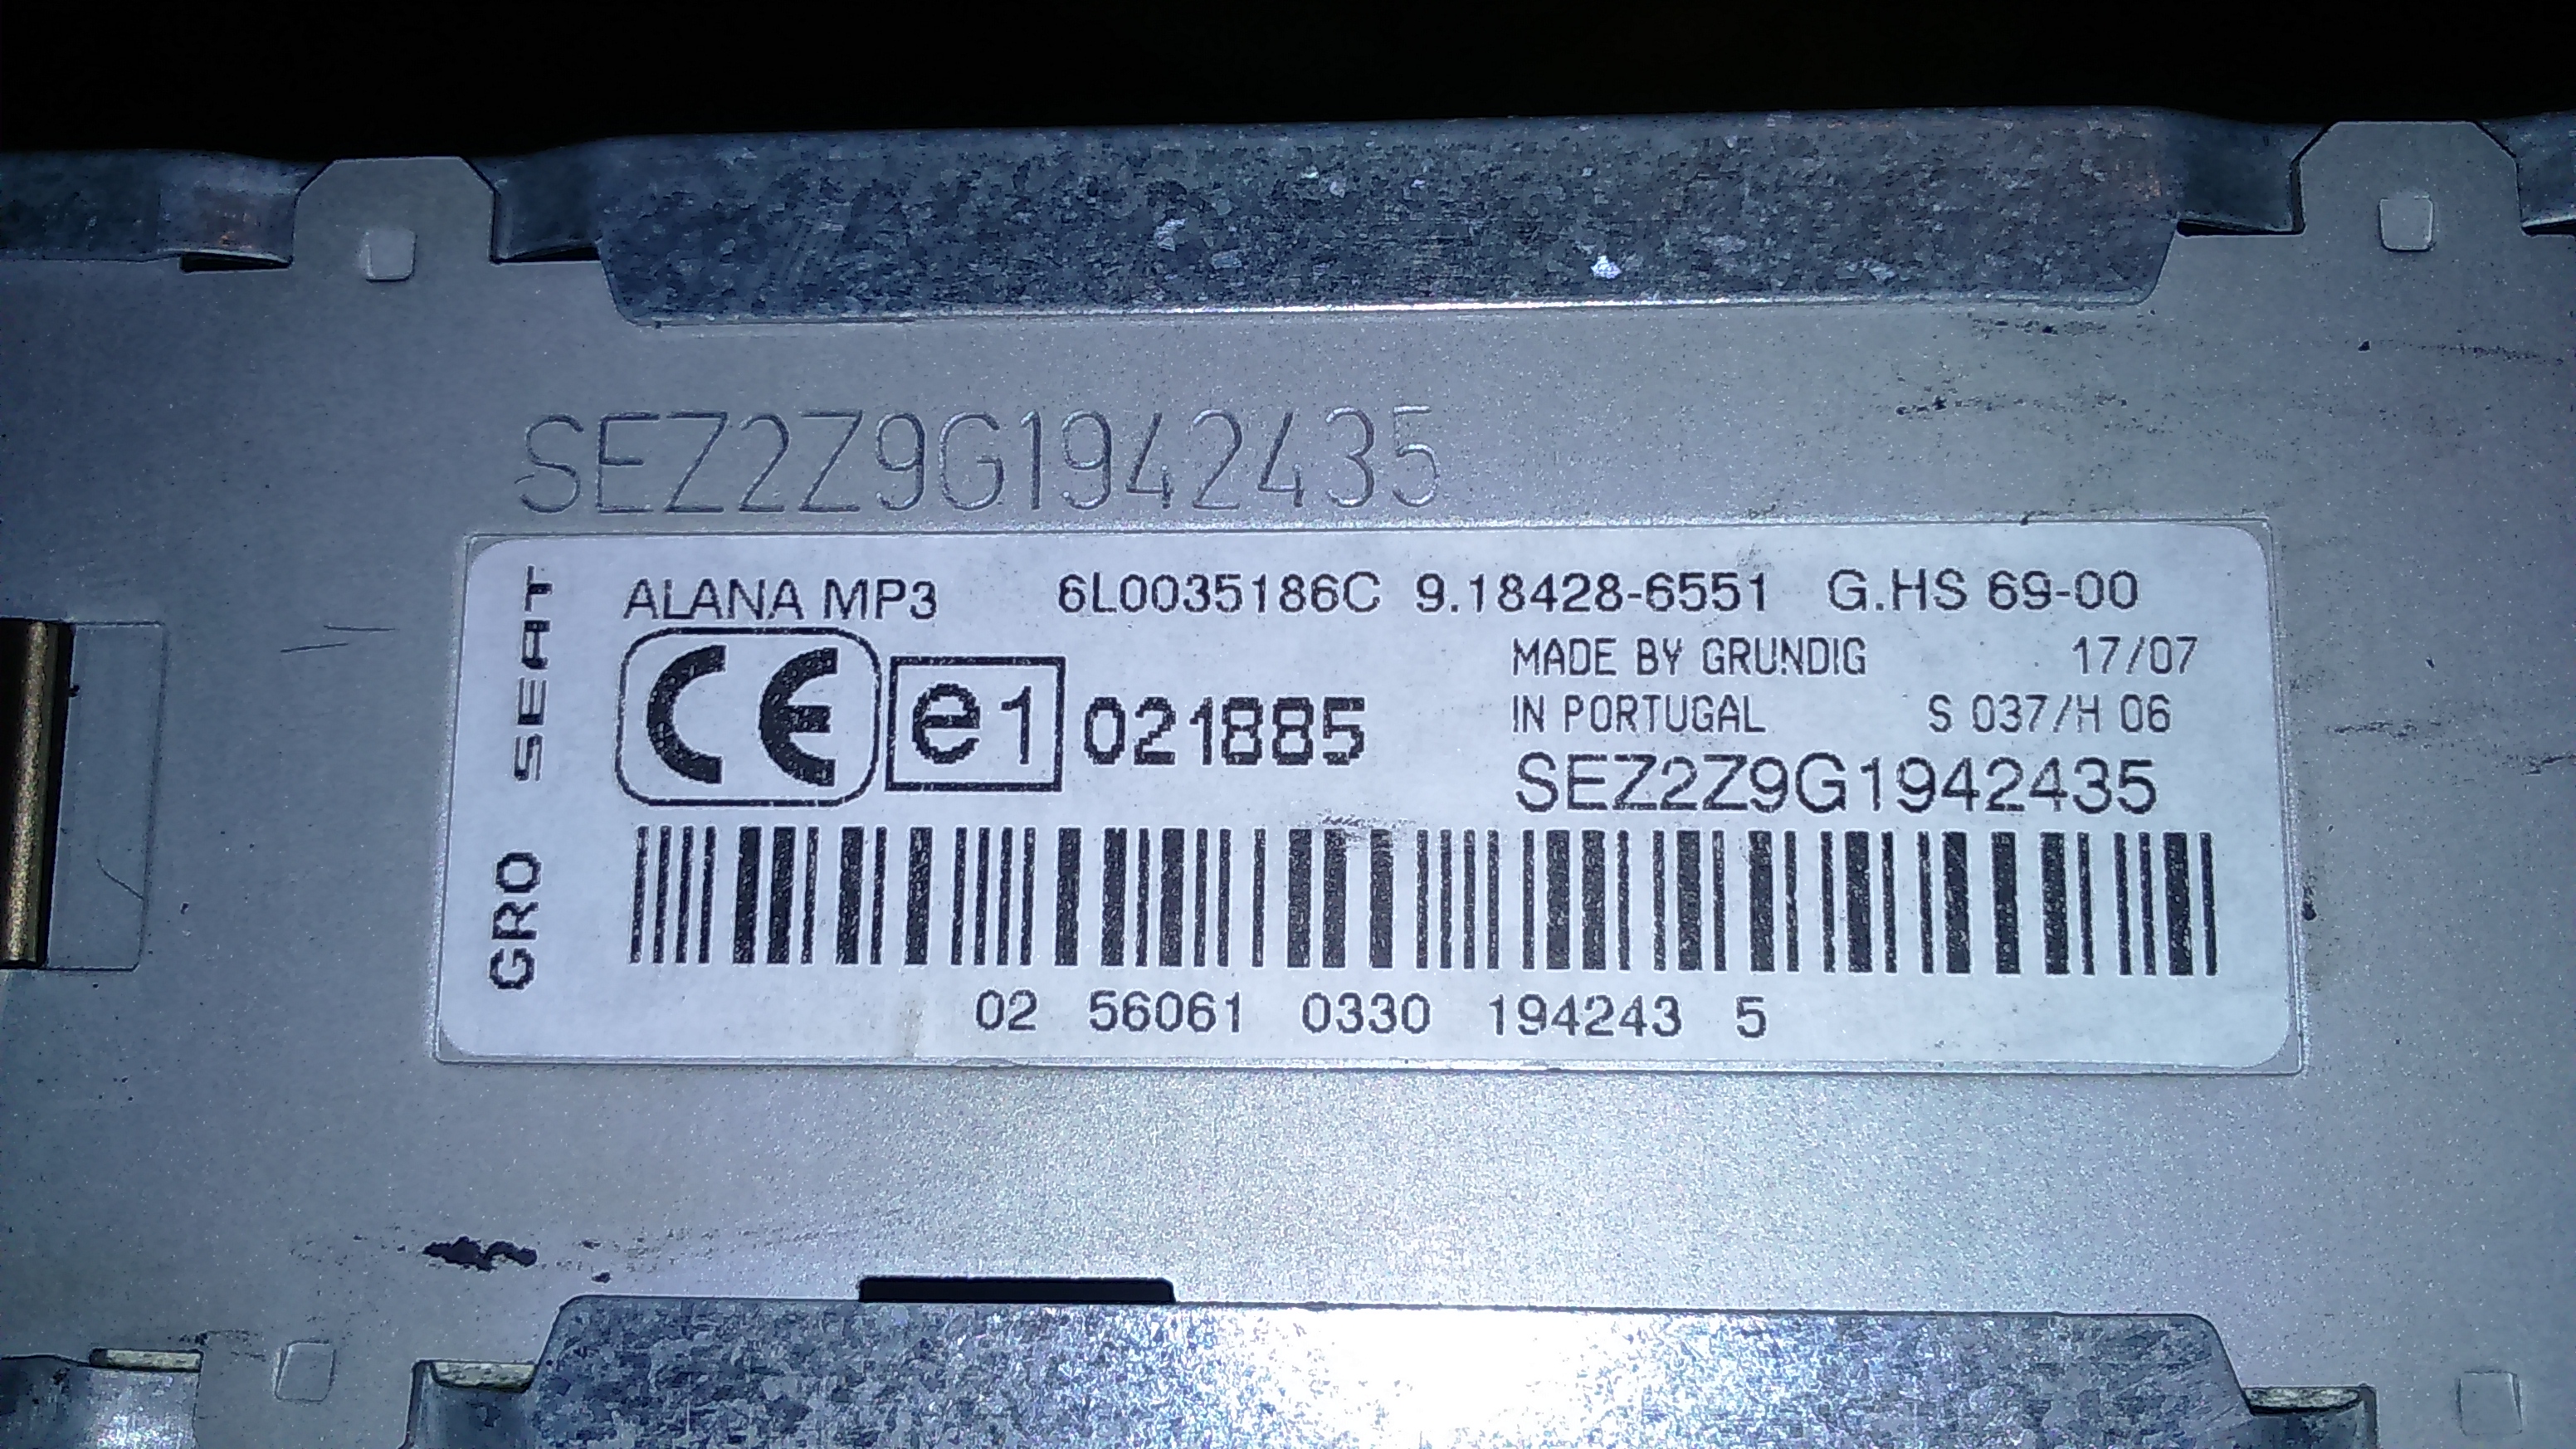 SEZ2Z9G1942435
GRO SEAT
ALANA MP3 6L0035186C 9.18428-6551 G.HS 69-00
MADE BY GRUNDIG 17/07
IN PORTUGAL S 037/H 06
CE e1 021885
SEZ2Z9G1942435
02 56061 0330 194243 5